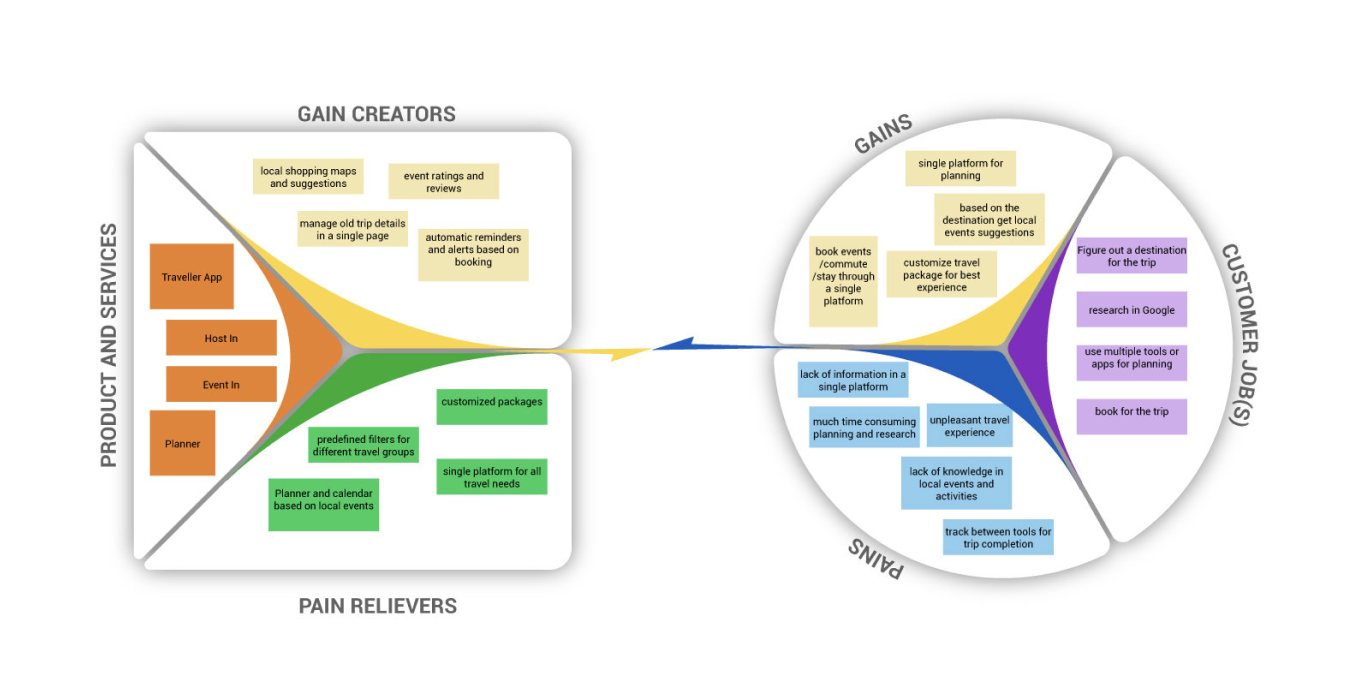 GAIN CREATORS
local shopping maps
and suggestions
event ratings and
reviews
manage old trip details
in a single page
automatic reminders
and alerts based on
booking
PRODUCT AND SERVICES
Traveller App
Host In
Event In
Planner
customized packages
predefined filters for
different travel groups
single platform for all
travel needs
Planner and calendar
based on local events
PAIN RELIEVERS
GAINS
single platform for
planning
based on the
destination get local
events suggestions
book events
/commute
/stay through
a single
platform
customize travel
package for best
experience
CUSTOMER JOB(S)
Figure out a destination
for the trip
research in Google
use multiple tools or
apps for planning
book for the trip
lack of information in a
single platform
much time consuming
planning and research
unpleasant travel
experience
lack of knowledge in
local events and
activities
track between tools for
trip completion
PAINS